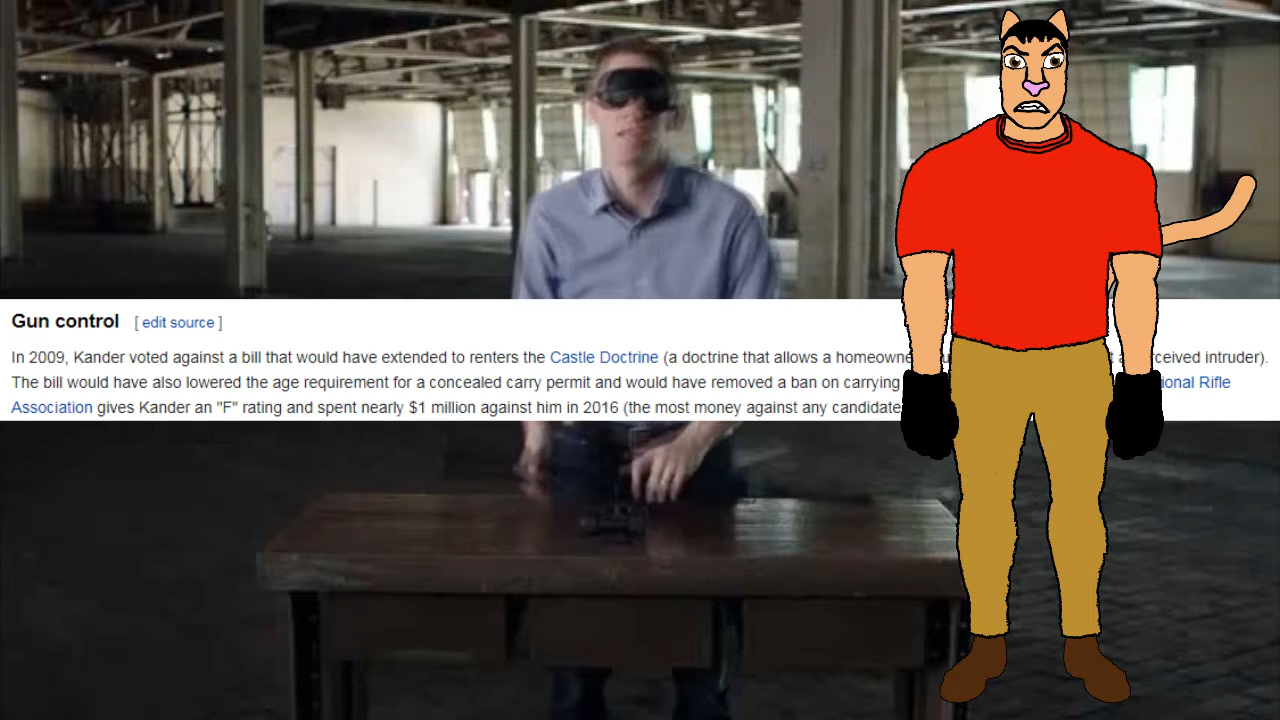 Gun control [ edit source ]
In 2009, Kander voted against a bill that would have extended to renters the Castle Doctrine (a doctrine that allows a homeowne ceived intruder).
The bill would have also lowered the age requirement for a concealed carry permit and would have removed a ban on carrying ional Rifle
Association gives Kander an "F" rating and spent nearly $1 million against him in 2016 (the most money against any candidate